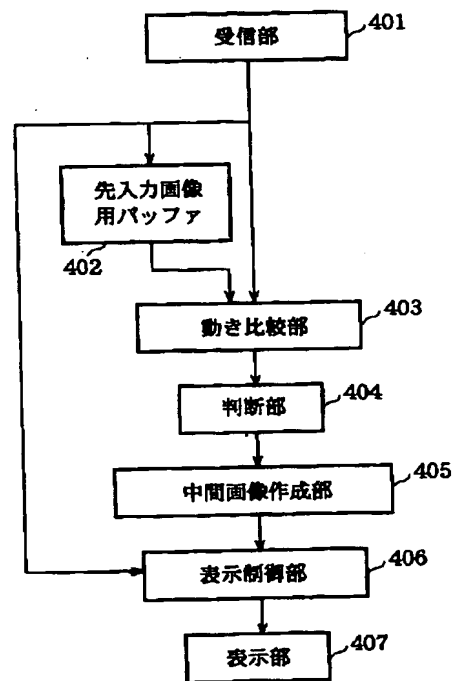 受信部
401
先入力画像
用バッファ
402
動き比較部
403
判断部
404
中間画像作成部
405
表示制御部
406
表示部
407